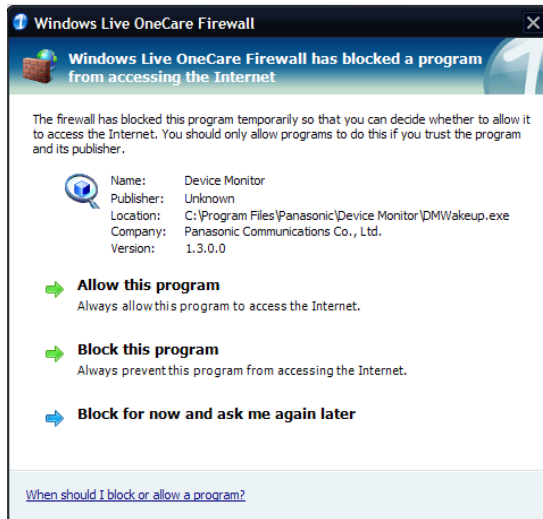 Windows Live OneCare Firewall
Windows Live OneCare Firewall has blocked a program
from accessing the Internet
The firewall has blocked this program temporarily so that you can decide whether to allow it
to access the Internet. You should only allow programs to do this if you trust the program
and its publisher.
Name: Device Monitor
Publisher: Unknown
Location: C:\Program Files\Panasonic\Device Monitor\DMWakeup.exe
Company: Panasonic Communications Co., Ltd.
Version: 1.3.0.0
Allow this program
Always allow this program to access the Internet.
Block this program
Always prevent this program from accessing the Internet.
Block for now and ask me again later
When should I block or allow a program?